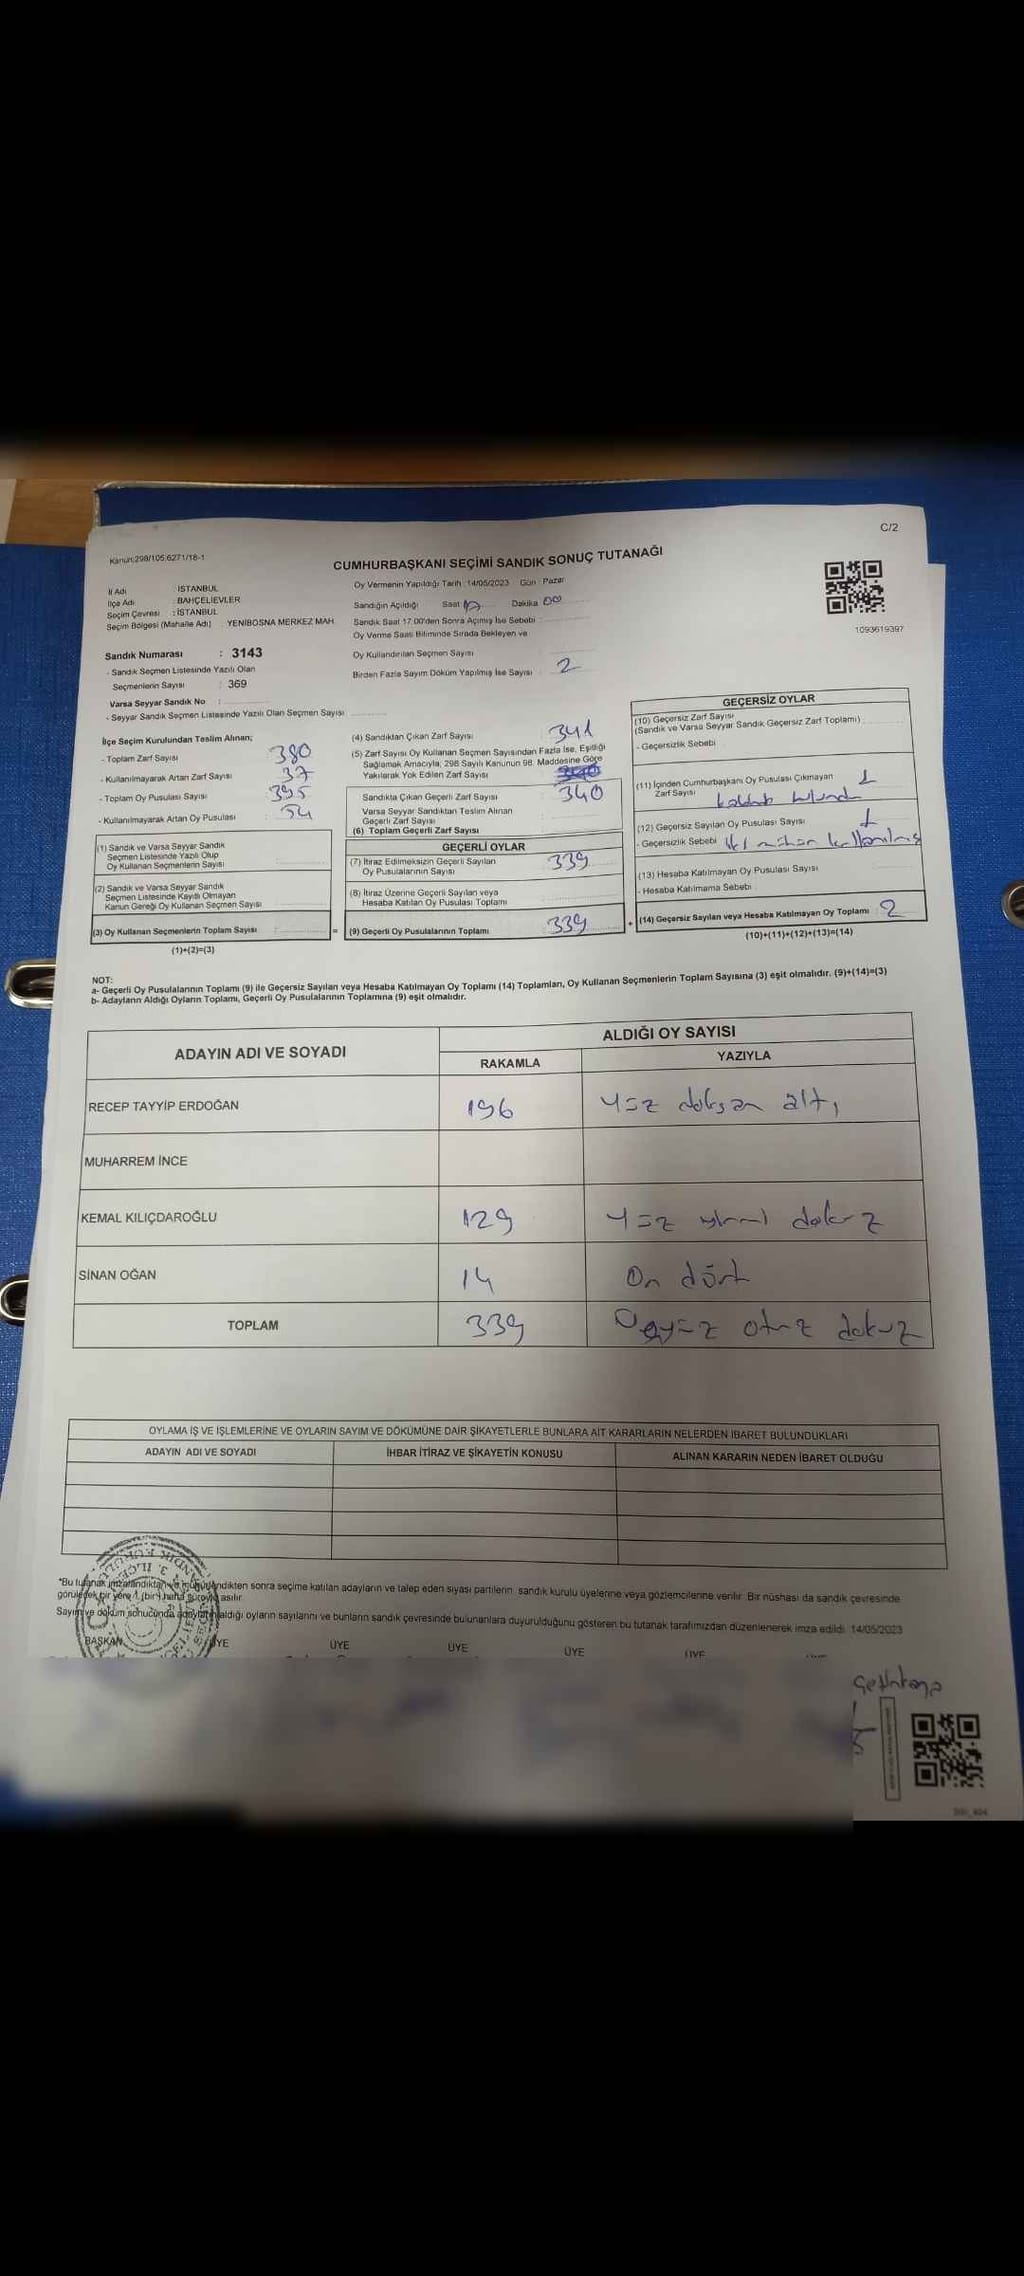 C/2
Kanun:298/105.6271/18-1
CUMHURBAŞKANI SEÇİMİ SANDIK SONUÇ TUTANAĞI
İl Adı : İSTANBUL
İlçe Adı : BAHÇELİEVLER
Seçim Çevresi : İSTANBUL
Seçim Bölgesi (Mahalle Adı) : YENİBOSNA MERKEZ MAH.
Oy Vermenin Yapıldığı Tarih : 14/05/2023 Gün : Pazar
Sandığın Açıldığı Saat Dakika 00
Sandık Saat 17.00'den Sonra Açılmış İse Sebebi :
Oy Verme Saati Bitiminde Sırada Bekleyen ve
Oy Kullandırılan Seçmen Sayısı
Birden Fazla Sayım Döküm Yapılmış İse Sayısı : 2
1093619397
Sandık Numarası : 3143
- Sandık Seçmen Listesinde Yazılı Olan
Seçmenlerin Sayısı : 369
Varsa Seyyar Sandık No :
- Seyyar Sandık Seçmen Listesinde Yazılı Olan Seçmen Sayısı :
İlçe Seçim Kurulundan Teslim Alınan;
- Toplam Zarf Sayısı : 380
- Kullanılmayarak Artan Zarf Sayısı : 37
- Toplam Oy Pusulası Sayısı : 395
- Kullanılmayarak Artan Oy Pusulası : 54
(1) Sandık ve Varsa Seyyar Sandık
Seçmen Listesinde Yazılı Olup
Oy Kullanan Seçmenlerin Sayısı
(2) Sandık ve Varsa Seyyar Sandık
Seçmen Listesinde Kayıtlı Olmayan
Kanun Gereği Oy Kullanan Seçmen Sayısı
(3) Oy Kullanan Seçmenlerin Toplam Sayısı :
(1)+(2)=(3)
(4) Sandıktan Çıkan Zarf Sayısı : 341
(5) Zarf Sayısı Oy Kullanan Seçmen Sayısından Fazla İse, Eşitliği
Sağlamak Amacıyla; 298 Sayılı Kanunun 98. Maddesine Göre
Yakılarak Yok Edilen Zarf Sayısı
Sandıkta Çıkan Geçerli Zarf Sayısı : 340
Varsa Seyyar Sandıktan Teslim Alınan
Geçerli Zarf Sayısı
(6) Toplam Geçerli Zarf Sayısı
GEÇERLİ OYLAR
(7) İtiraz Edilmeksizin Geçerli Sayılan
Oy Pusulalarının Sayısı : 339
(8) İtiraz Üzerine Geçerli Sayılan veya
Hesaba Katılan Oy Pusulası Toplamı
= (9) Geçerli Oy Pusulalarının Toplamı : 339
GEÇERSİZ OYLAR
(10) Geçersiz Zarf Sayısı
(Sandık ve Varsa Seyyar Sandık Geçersiz Zarf Toplamı)
- Geçersizlik Sebebi
(11) İçinden Cumhurbaşkanı Oy Pusulası Çıkmayan
Zarf Sayısı 1
(12) Geçersiz Sayılan Oy Pusulası Sayısı : 1
- Geçersizlik Sebebi iki mühür kullanılmış
(13) Hesaba Katılmayan Oy Pusulası Sayısı
- Hesaba Katılmama Sebebi
+ (14) Geçersiz Sayılan veya Hesaba Katılmayan Oy Toplamı : 2
(10)+(11)+(12)+(13)=(14)
NOT:
a- Geçerli Oy Pusulalarının Toplamı (9) ile Geçersiz Sayılan veya Hesaba Katılmayan Oy Toplamı (14) Toplamları, Oy Kullanan Seçmenlerin Toplam Sayısına (3) eşit olmalıdır. (9)+(14)=(3)
b- Adayların Aldığı Oyların Toplamı, Geçerli Oy Pusulalarının Toplamına (9) eşit olmalıdır.
ADAYIN ADI VE SOYADI
ALDIĞI OY SAYISI
RAKAMLA YAZIYLA
RECEP TAYYİP ERDOĞAN 196 Yüz doksan altı
MUHARREM İNCE
KEMAL KILIÇDAROĞLU 129 Yüz yirmi dokuz
SİNAN OĞAN 14 On dört
TOPLAM 339 Üçyüz otuz dokuz
OYLAMA İŞ VE İŞLEMLERİNE VE OYLARIN SAYIM VE DÖKÜMÜNE DAİR ŞİKAYETLERLE BUNLARA AİT KARARLARIN NELERDEN İBARET BULUNDUKLARI
ADAYIN ADI VE SOYADI İHBAR İTİRAZ VE ŞİKAYETİN KONUSU ALINAN KARARIN NEDEN İBARET OLDUĞU
*Bu tutanak imzalandıktan ve mühürlendikten sonra seçime katılan adayların ve talep eden siyasi partilerin sandık kurulu üyelerine veya gözlemcilerine verilir. Bir nüshası da sandık çevresinde
görülecek bir yere 1 (bir) hafta süreyle asılır.
Sayım ve döküm sonucunda adayların aldığı oyların sayılarını ve bunların sandık çevresinde bulunanlara duyurulduğunu gösteren bu tutanak tarafımızdan düzenlenerek imza edildi. 14/05/2023
BAŞKAN ÜYE ÜYE ÜYE ÜYE ÜYE